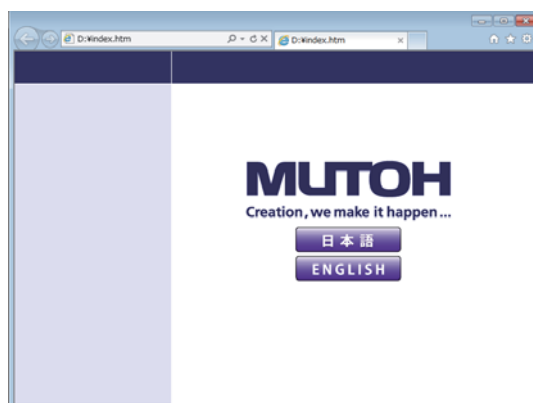 D:¥index.htm
D:¥index.htm
MUTOH
Creation, we make it happen...
日本語
ENGLISH